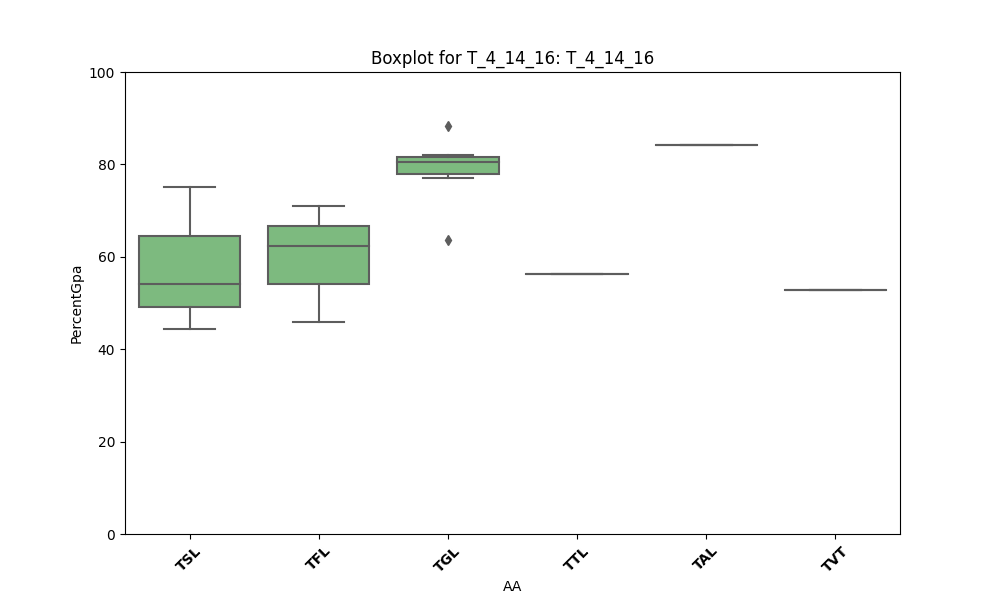 Boxplot for T_4_14_16: T_4_14_16
100
80
60
40
20
0
PercentGpa
TSL
TFL
TGL
TTL
TAL
TVT
AA